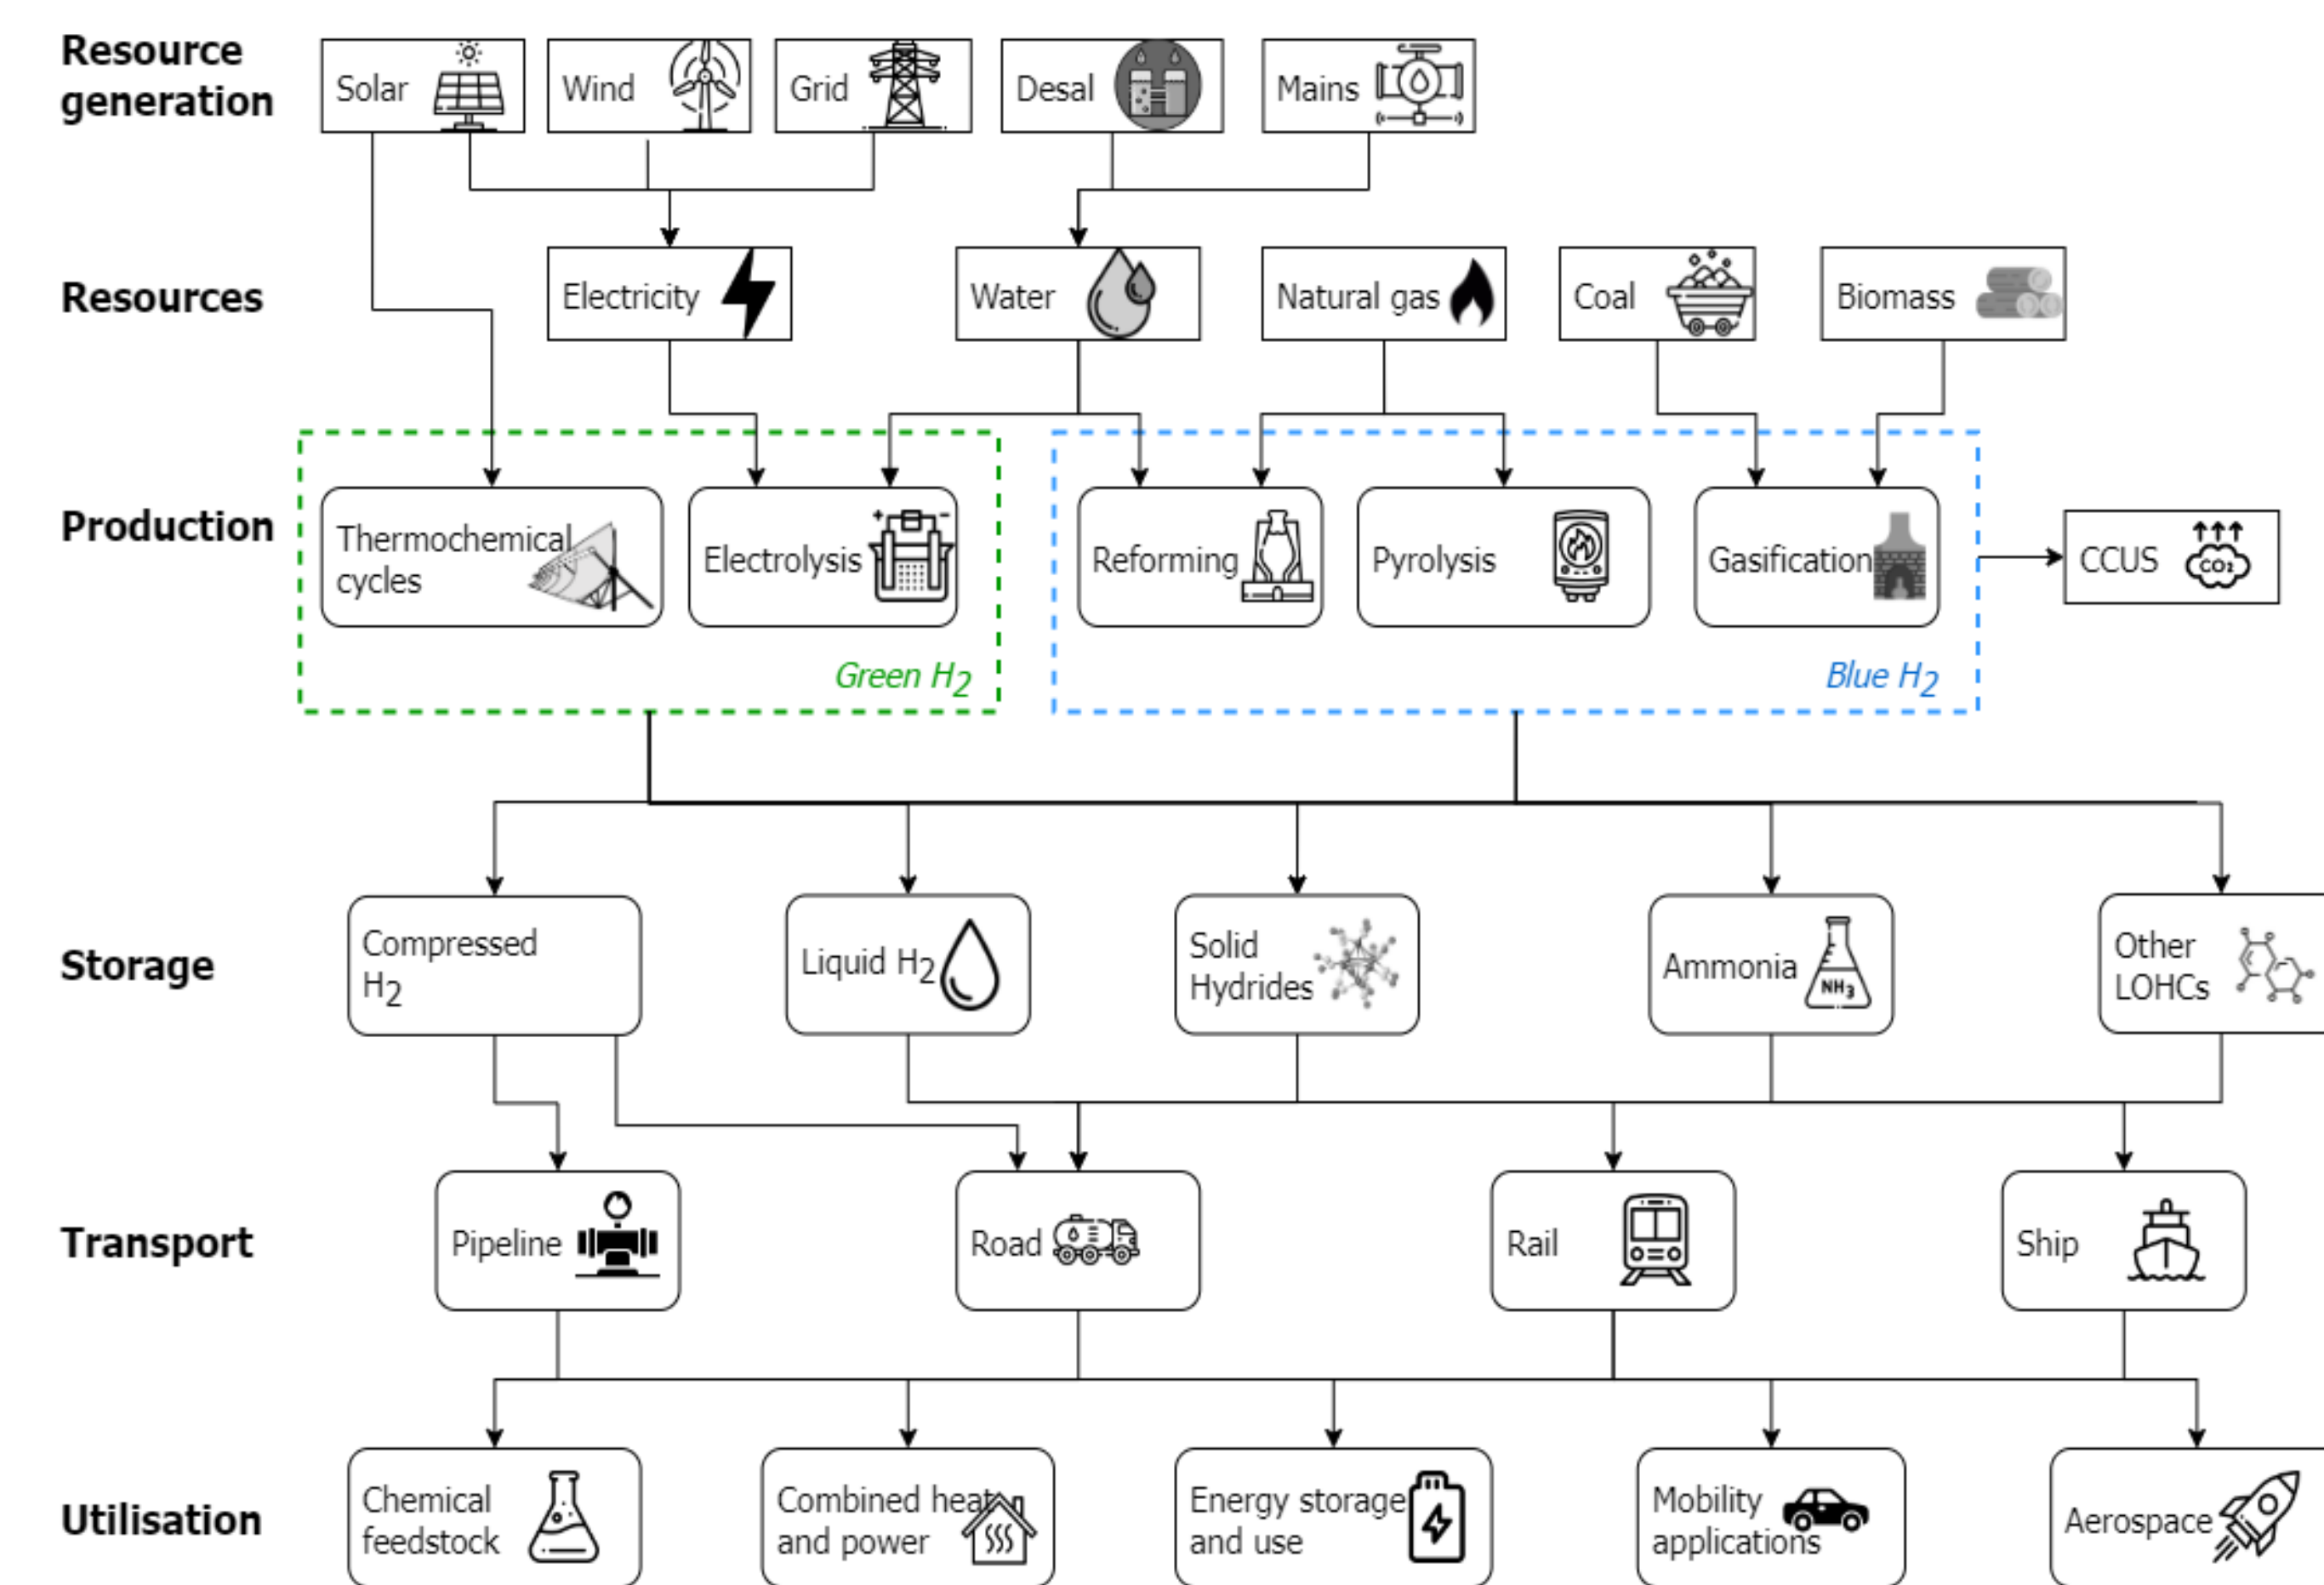 Resource
generation
Solar
Wind
Grid
Desal
Mains
Resources
Electricity
Water
Natural gas
Coal
Biomass
Production
Thermochemical
cycles
Electrolysis
+ −
Reforming
Pyrolysis
Gasification
CCUS
CO2
Green H2
Blue H2
Storage
Compressed
H2
Liquid H2
Solid
Hydrides
Ammonia
NH3
Other
LOHCs
Transport
Pipeline
Road
Rail
Ship
Utilisation
Chemical
feedstock
Combined heat
and power
Energy storage
and use
Mobility
applications
Aerospace